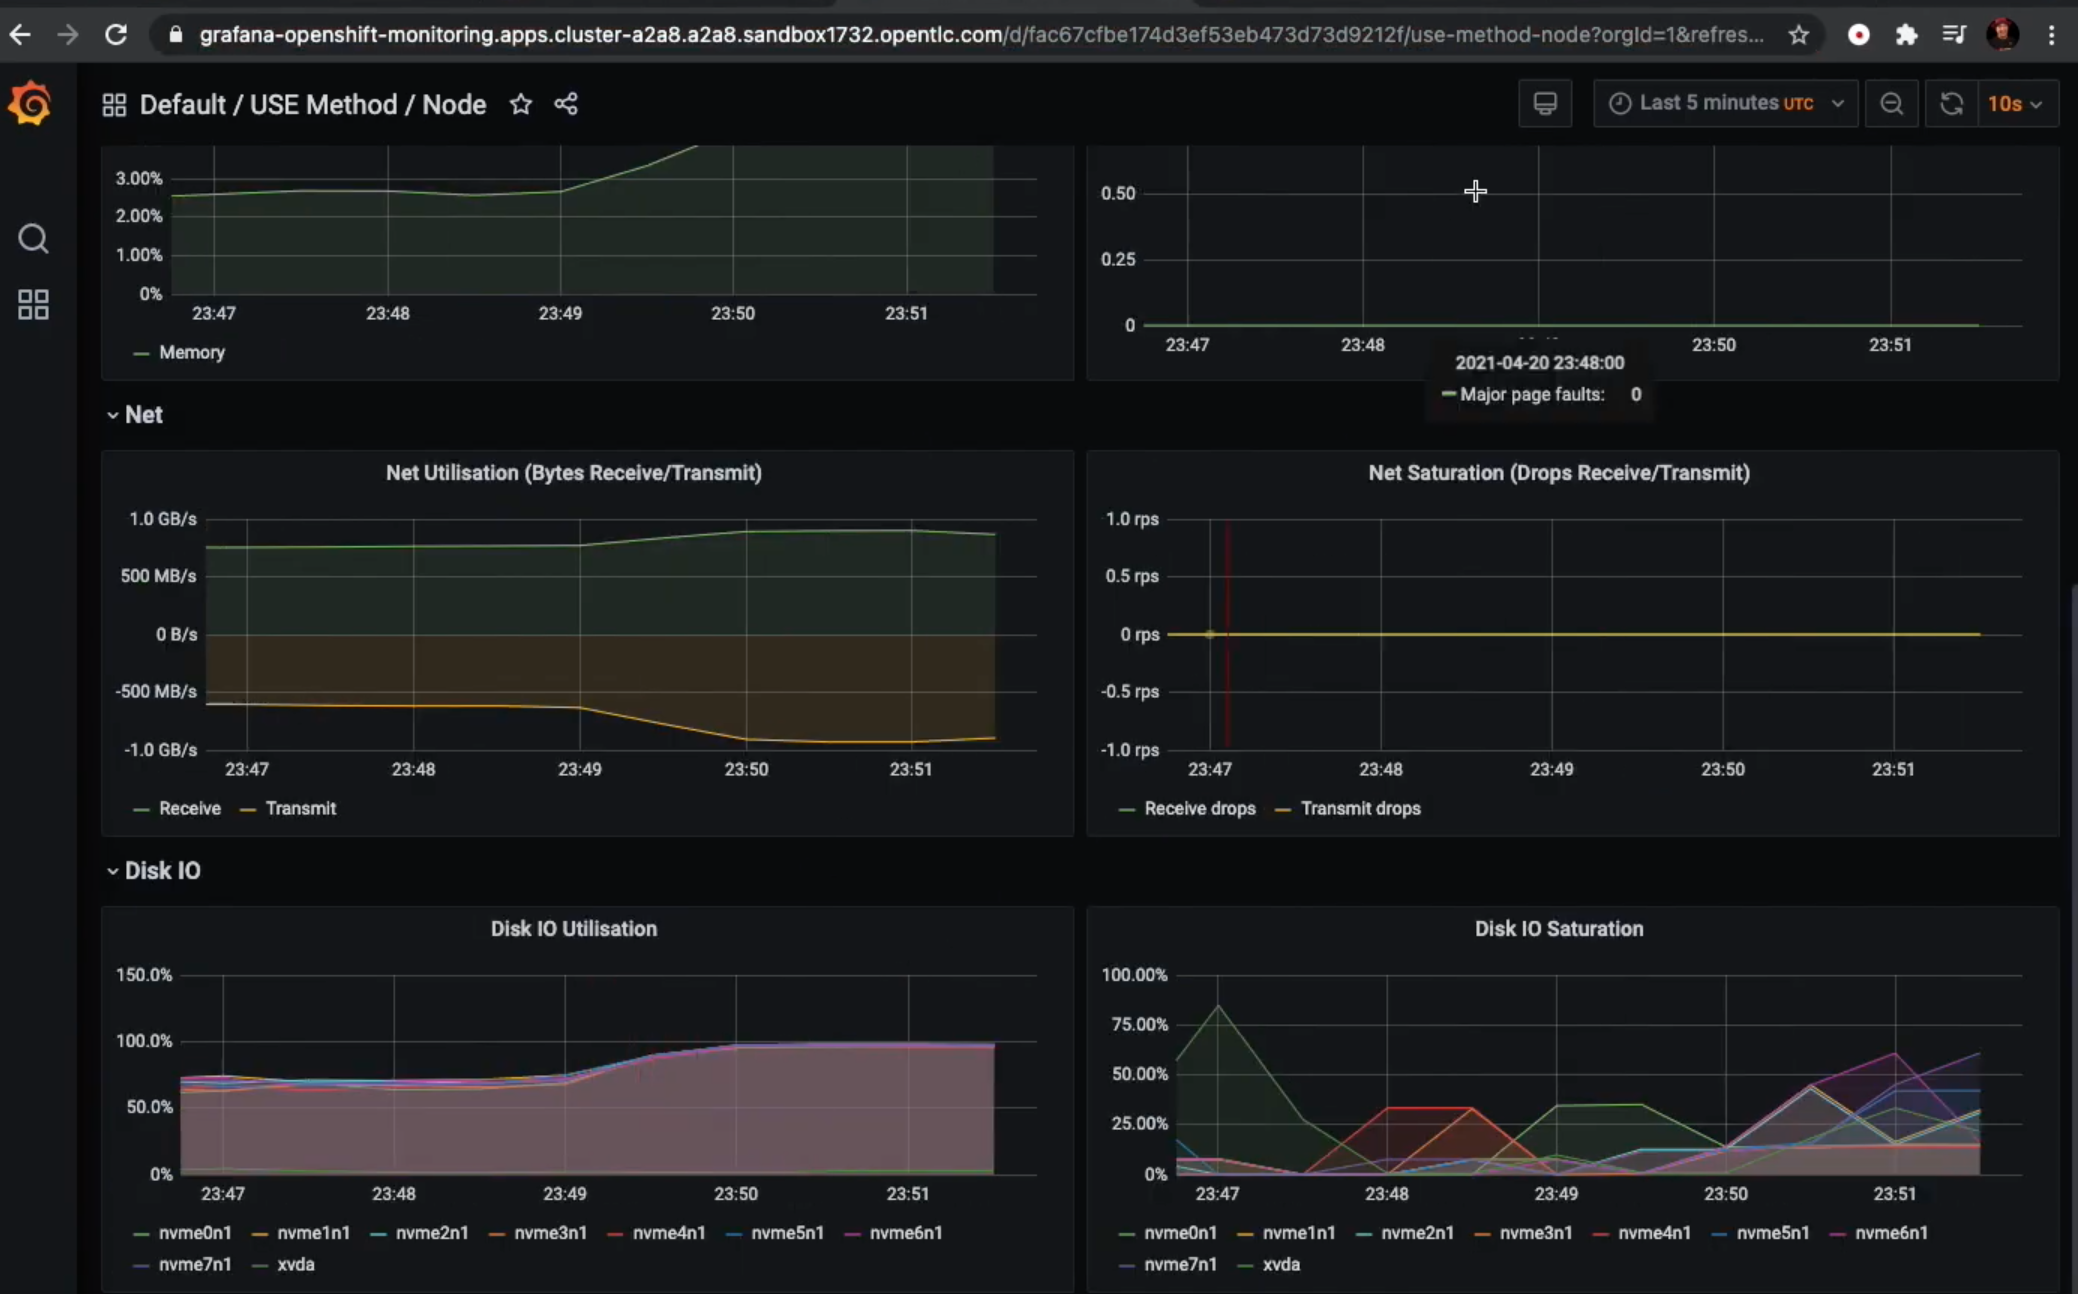 grafana-openshift-monitoring.apps.cluster-a2a8.a2a8.sandbox1732.opentlc.com/d/fac67cfbe174d3ef53eb473d73d9212f/use-method-node?orgId=1&refres...
Default / USE Method / Node
Last 5 minutes UTC
10s
3.00%
2.00%
1.00%
0%
23:47 23:48 23:49 23:50 23:51
Memory
0.50
0.25
0
23:47 23:48 23:50 23:51
2021-04-20 23:48:00
Major page faults: 0
Net
Net Utilisation (Bytes Receive/Transmit)
1.0 GB/s
500 MB/s
0 B/s
-500 MB/s
-1.0 GB/s
23:47 23:48 23:49 23:50 23:51
Receive Transmit
Net Saturation (Drops Receive/Transmit)
1.0 rps
0.5 rps
0 rps
-0.5 rps
-1.0 rps
23:47 23:48 23:49 23:50 23:51
Receive drops Transmit drops
Disk IO
Disk IO Utilisation
150.0%
100.0%
50.0%
0%
23:47 23:48 23:49 23:50 23:51
nvme0n1 nvme1n1 nvme2n1 nvme3n1 nvme4n1 nvme5n1 nvme6n1
nvme7n1 xvda
Disk IO Saturation
100.00%
75.00%
50.00%
25.00%
0%
23:47 23:48 23:49 23:50 23:51
nvme0n1 nvme1n1 nvme2n1 nvme3n1 nvme4n1 nvme5n1 nvme6n1
nvme7n1 xvda